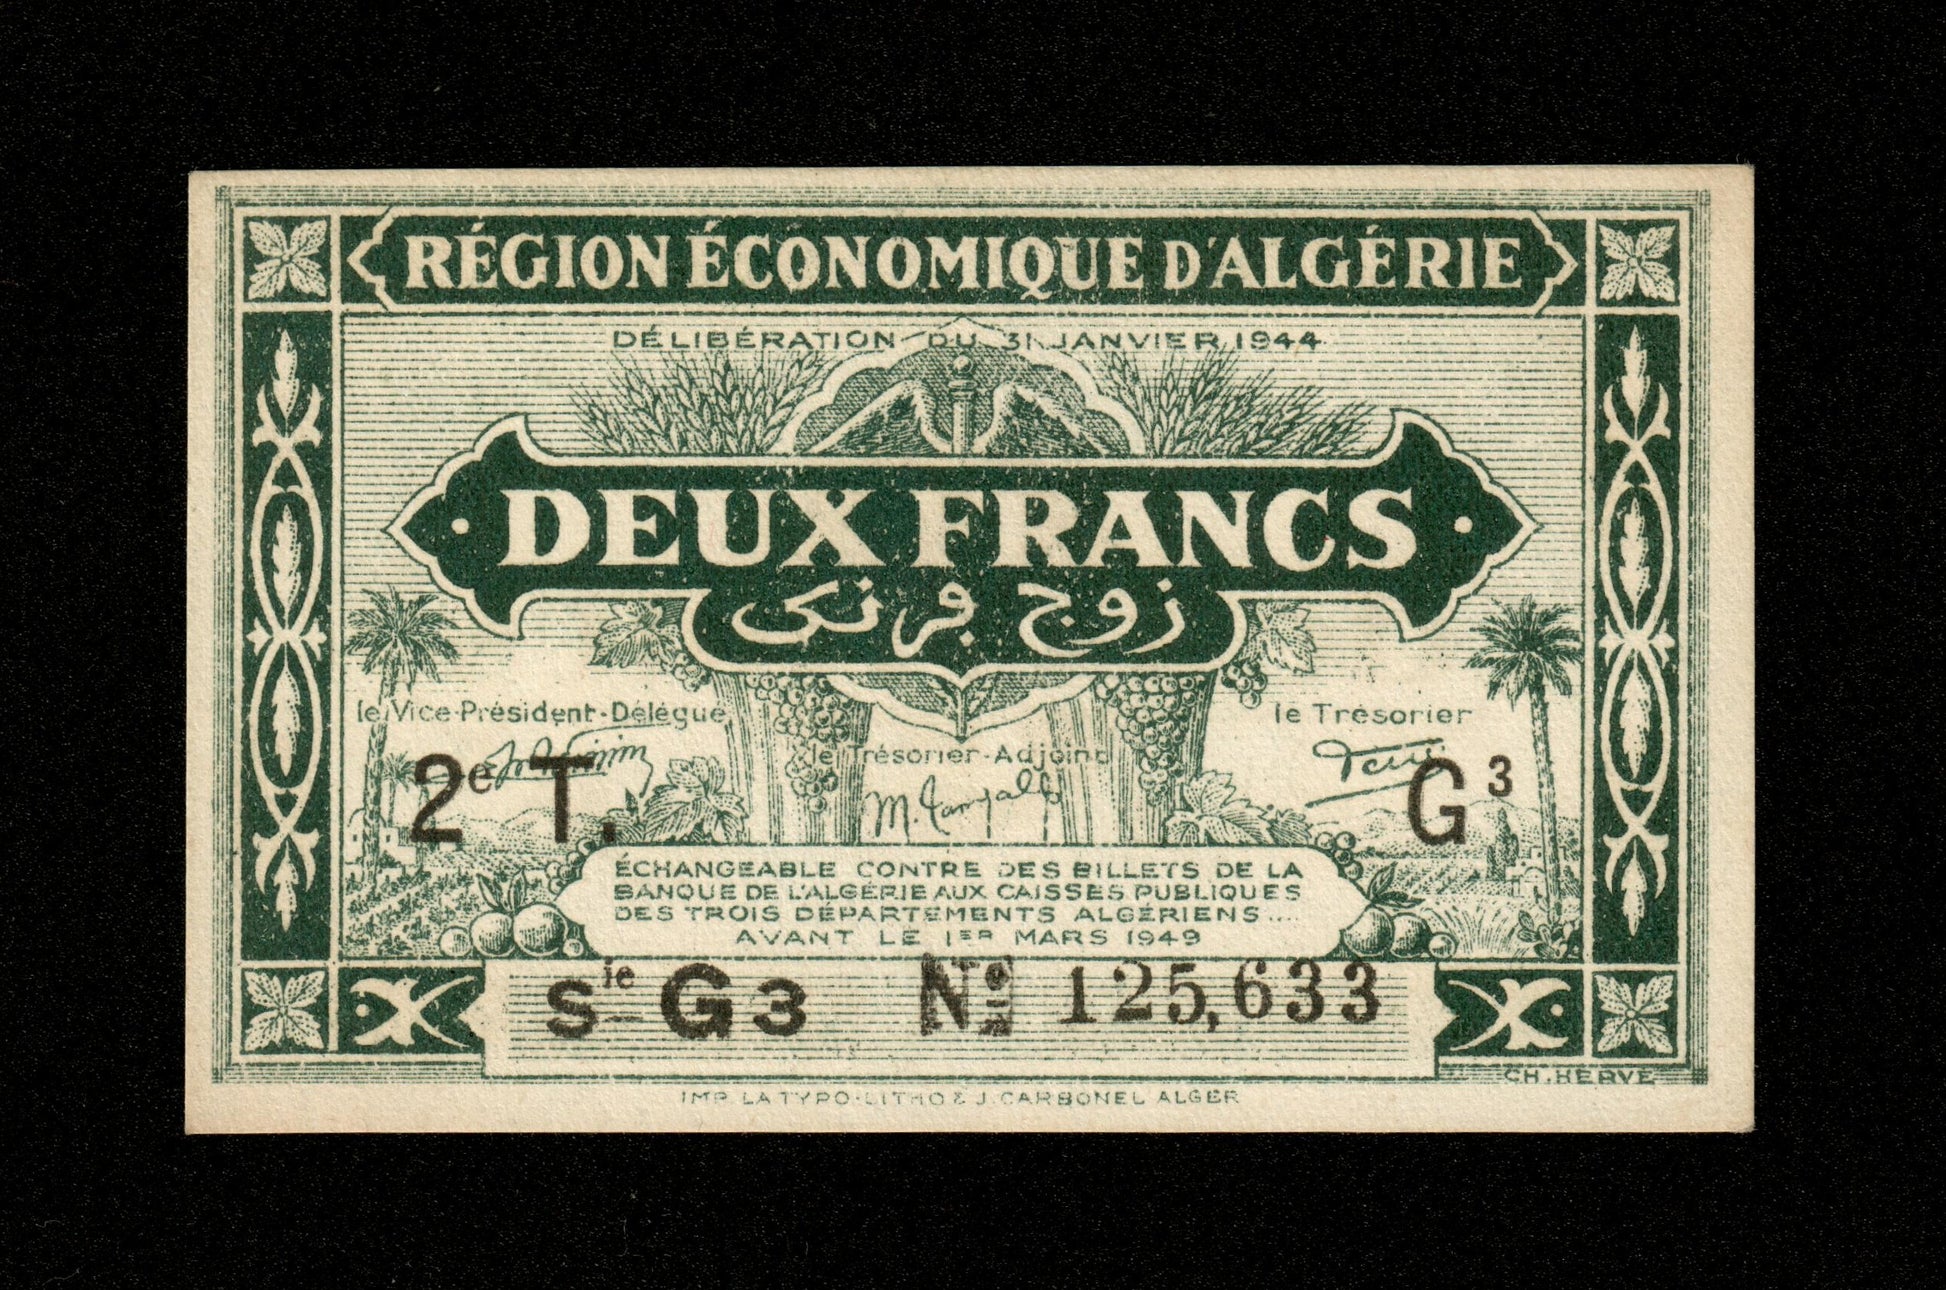 RÉGION ÉCONOMIQUE D'ALGÉRIE
DÉLIBÉRATION DU 31 JANVIER 1944
DEUX FRANCS
زوج فرنك
le Vice-Président-Délégué
le Trésorier-Adjoint
le Trésorier
2e T.
G3
ÉCHANGEABLE CONTRE DES BILLETS DE LA
BANQUE DE L'ALGÉRIE AUX CAISSES PUBLIQUES
DES TROIS DÉPARTEMENTS ALGÉRIENS....
AVANT LE 1ER MARS 1949
Sie G3 No 125,633
CH. HERVÉ
IMP. LA TYPO-LITHO & J. CARBONEL ALGER